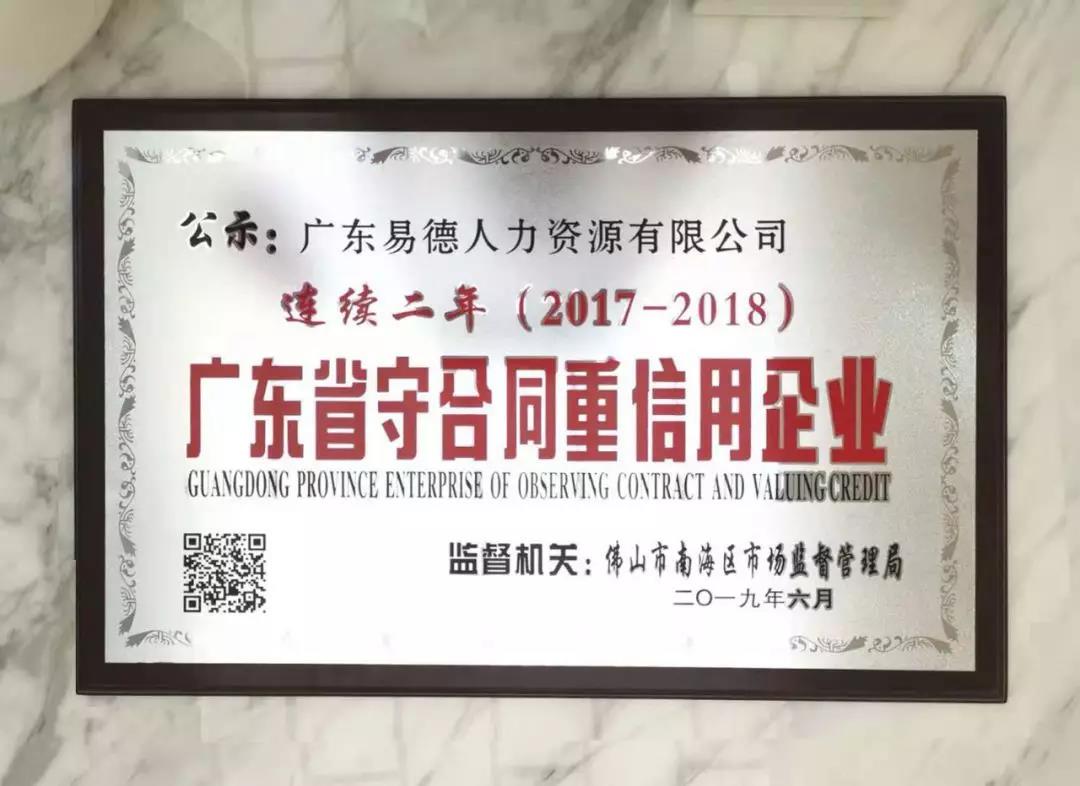 公示：广东易德人力资源有限公司
连续二年（2017-2018）
广东省守合同重信用企业
GUANGDONG PROVINCE ENTERPRISE OF OBSERVING CONTRACT AND VALUING CREDIT
监督机关：佛山市南海区市场监督管理局
二〇一九年六月